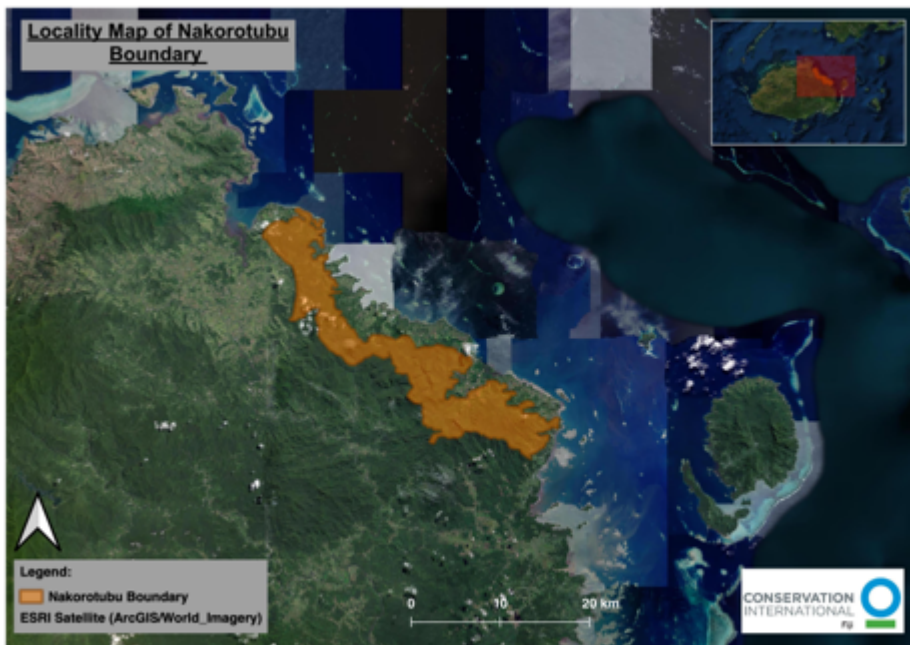 Locality Map of Nakorotubu
Boundary
Legend:
Nakorotubu Boundary
ESRI Satellite (ArcGIS/World_Imagery)
0 10 20 km
CONSERVATION
INTERNATIONAL
FIJI